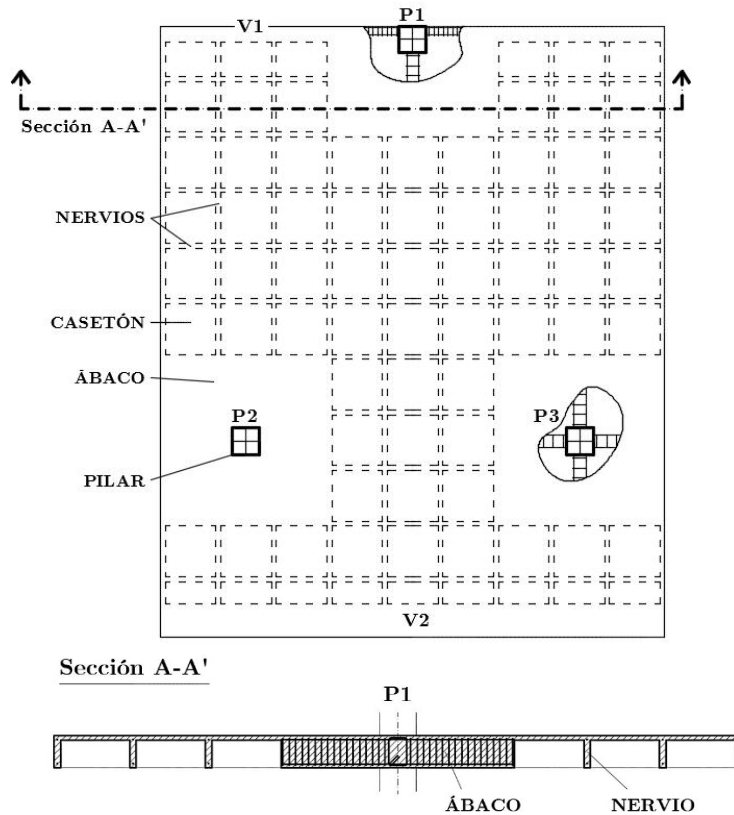 V1
P1
Sección A-A'
NERVIOS
CASETÓN
ÁBACO
P2
P3
PILAR
V2
Sección A-A'
P1
ÁBACO
NERVIO